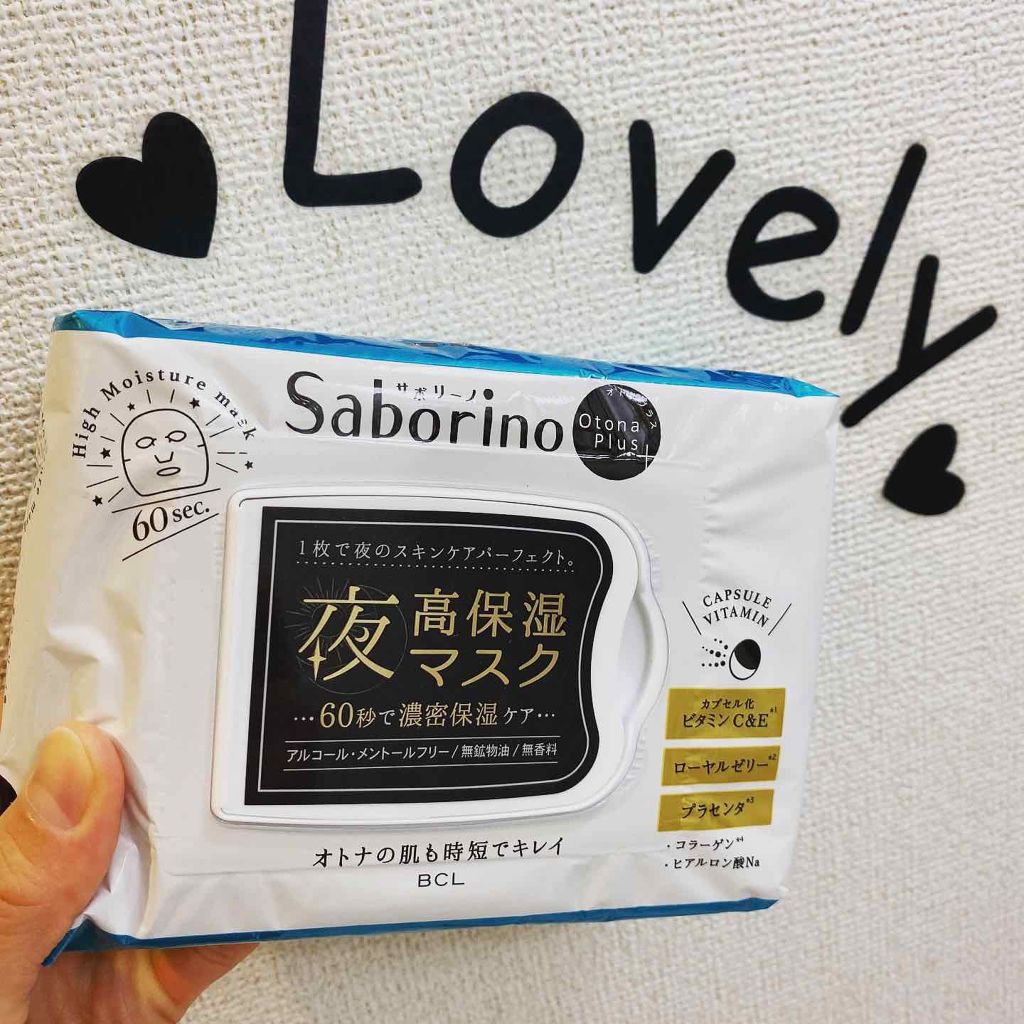 Lovely
High Moisture mask
60 sec.
サボリーノ
Saborino
オトナプラス
Otona
Plus
1枚で夜のスキンケアパーフェクト。
夜
高保湿
マスク
…60秒で濃密保湿ケア…
アルコール・メントールフリー/無鉱物油/無香料
CAPSULE
VITAMIN
カプセル化
ビタミンC&E*1
ローヤルゼリー*2
プラセンタ*3
・コラーゲン*4
・ヒアルロン酸Na
オトナの肌も時短でキレイ
BCL